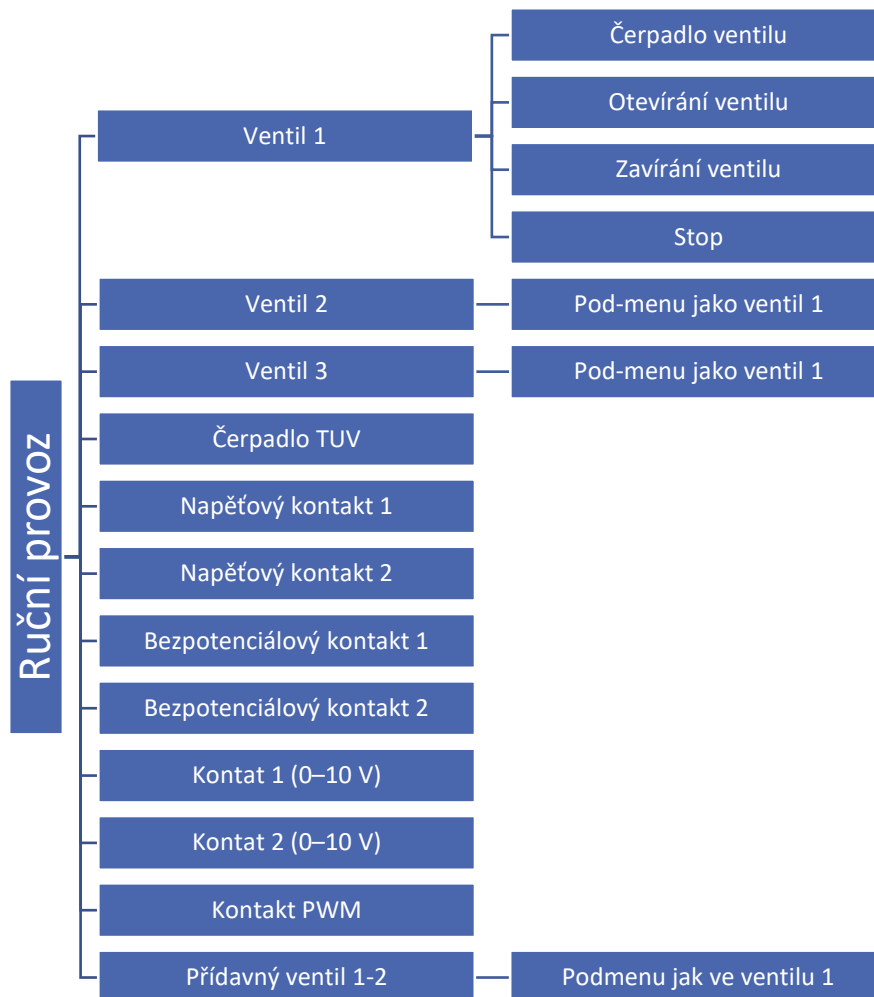 Ruční provoz
Ventil 1
Čerpadlo ventilu
Otevírání ventilu
Zavírání ventilu
Stop
Ventil 2
Pod-menu jako ventil 1
Ventil 3
Pod-menu jako ventil 1
Čerpadlo TUV
Napěťový kontakt 1
Napěťový kontakt 2
Bezpotenciálový kontakt 1
Bezpotenciálový kontakt 2
Kontat 1 (0–10 V)
Kontat 2 (0–10 V)
Kontakt PWM
Přídavný ventil 1-2
Podmenu jak ve ventilu 1